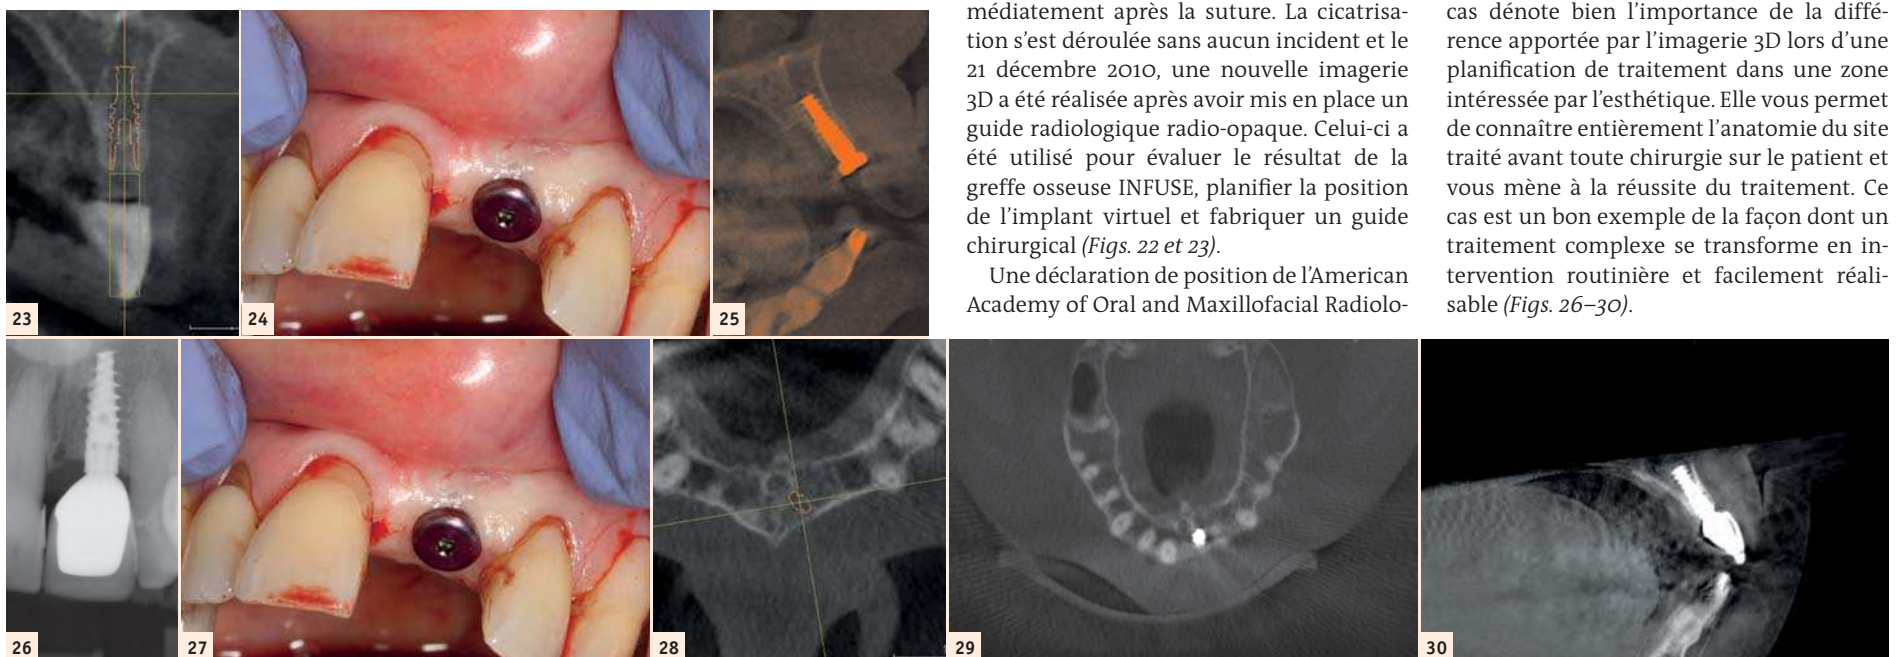 médiatement après la suture. La cicatrisa-
tion s'est déroulée sans aucun incident et le
21 décembre 2010, une nouvelle imagerie
3D a été réalisée après avoir mis en place un
guide radiologique radio-opaque. Celui-ci a
été utilisé pour évaluer le résultat de la
greffe osseuse INFUSE, planifier la position
de l'implant virtuel et fabriquer un guide
chirurgical (Figs. 22 et 23).
Une déclaration de position de l'American
Academy of Oral and Maxillofacial Radiolo-
cas dénote bien l'importance de la diffé-
rence apportée par l'imagerie 3D lors d'une
planification de traitement dans une zone
intéressée par l'esthétique. Elle vous permet
de connaître entièrement l'anatomie du site
traité avant toute chirurgie sur le patient et
vous mène à la réussite du traitement. Ce
cas est un bon exemple de la façon dont un
traitement complexe se transforme en in-
tervention routinière et facilement réali-
sable (Figs. 26–30).
23
24
25
26
27
28
29
30